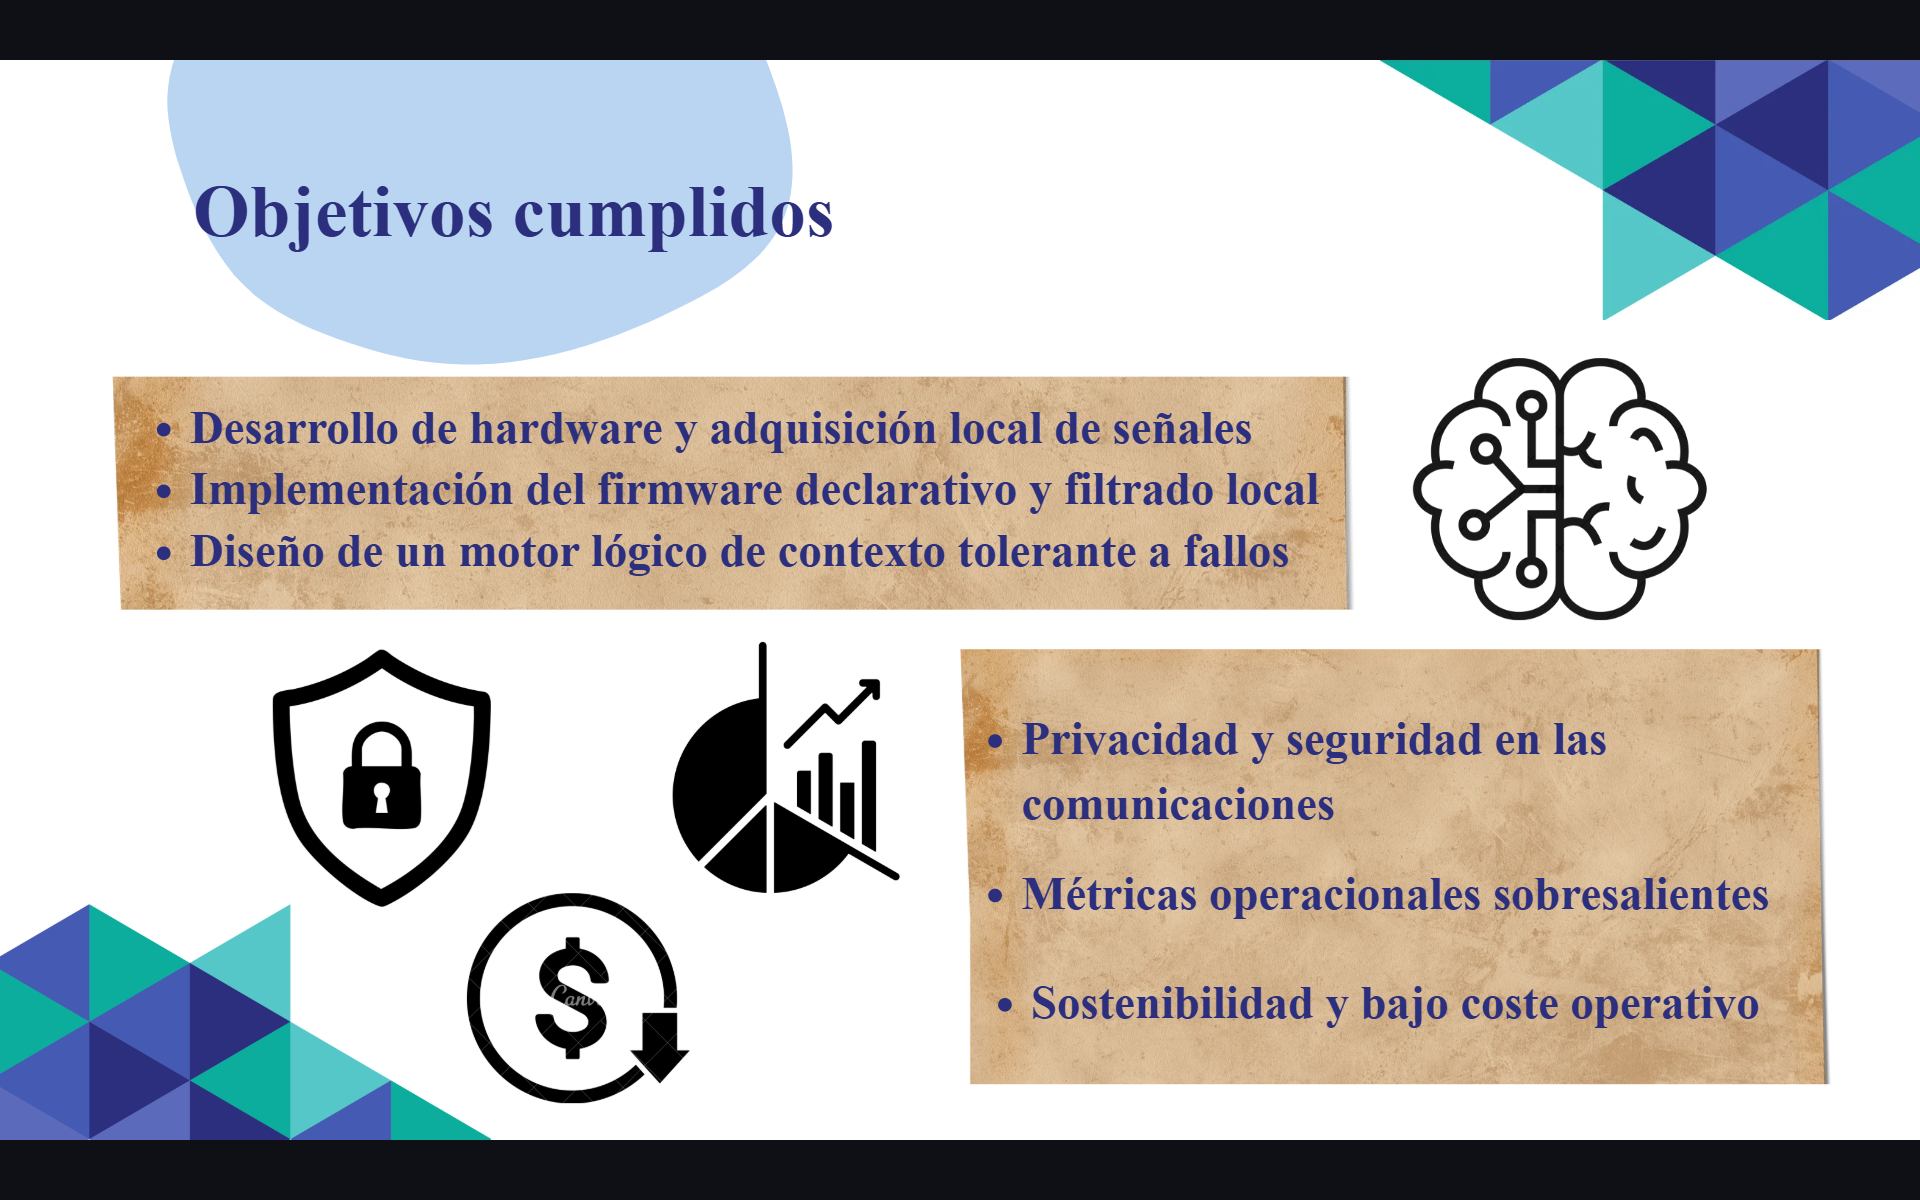 Objetivos cumplidos
• Desarrollo de hardware y adquisición local de señales
• Implementación del firmware declarativo y filtrado local
• Diseño de un motor lógico de contexto tolerante a fallos
• Privacidad y seguridad en las
comunicaciones
• Métricas operacionales sobresalientes
• Sostenibilidad y bajo coste operativo
$